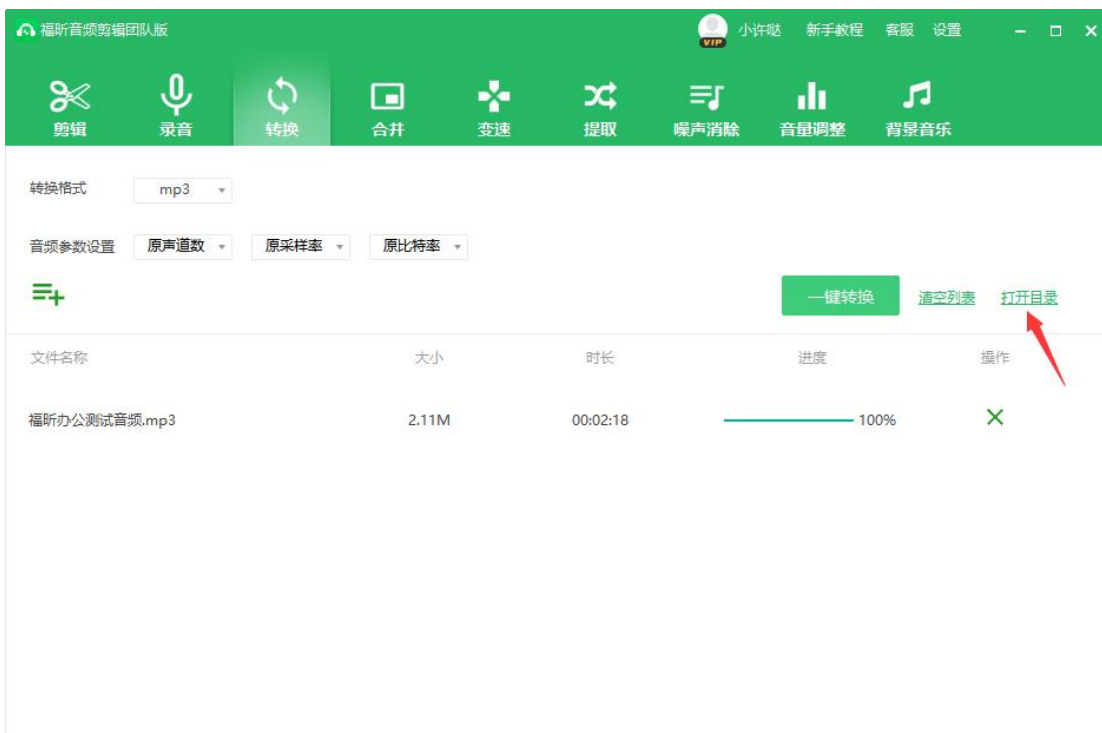 福昕音频剪辑团队版 VIP 小许哒 新手教程 客服 设置
剪辑 录音 转换 合并 变速 提取 噪声消除 音量调整 背景音乐
转换格式 mp3
音频参数设置 原声道数 原采样率 原比特率
一键转换 清空列表 打开目录
文件名称 大小 时长 进度 操作
福昕办公测试音频.mp3 2.11M 00:02:18 100%